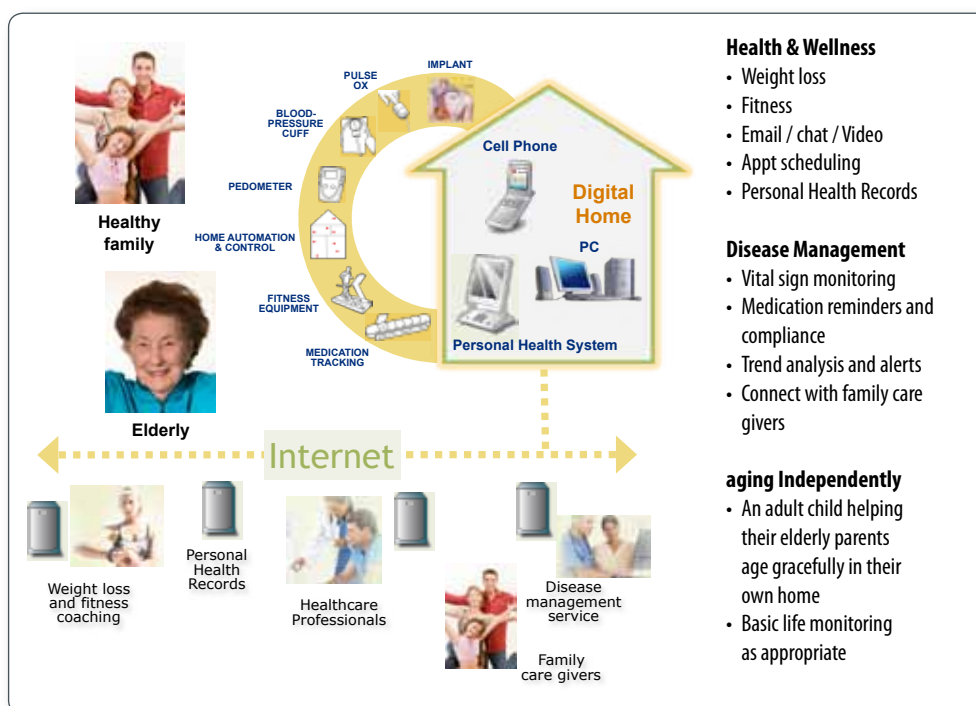 IMPLANT
PULSE
OX
BLOOD-
PRESSURE
CUFF
PEDOMETER
HOME AUTOMATION
& CONTROL
FITNESS
EQUIPMENT
MEDICATION
TRACKING
Healthy
family
Elderly
Cell Phone
Digital
Home
PC
Personal Health System
Internet
Weight loss
and fitness
coaching
Personal
Health
Records
Healthcare
Professionals
Disease
management
service
Family
care givers
Health & Wellness
• Weight loss
• Fitness
• Email / chat / Video
• Appt scheduling
• Personal Health Records
Disease Management
• Vital sign monitoring
• Medication reminders and
compliance
• Trend analysis and alerts
• Connect with family care
givers
aging Independently
• An adult child helping
their elderly parents
age gracefully in their
own home
• Basic life monitoring
as appropriate